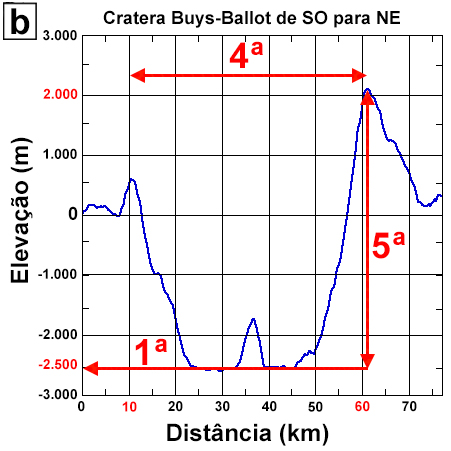 b
Cratera Buys-Ballot de SO para NE
3.000
2.000
1.000
0
-1.000
-2.000
-2.500
-3.000
Elevação (m)
4ª
5ª
1ª
0 10 20 30 40 50 60 70
Distância (km)